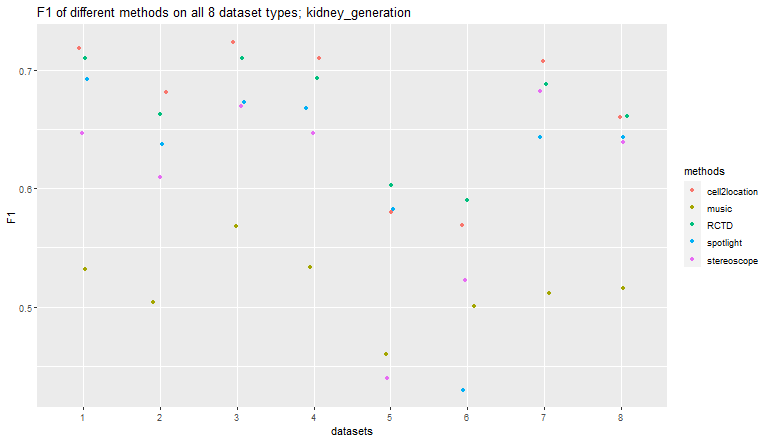 F1 of different methods on all 8 dataset types; kidney_generation
F1
0.7
0.6
0.5
1 2 3 4 5 6 7 8
datasets
methods
cell2location
music
RCTD
spotlight
stereoscope